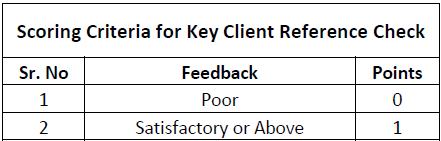 Scoring Criteria for Key Client Reference Check
Sr. No Feedback Points
1 Poor 0
2 Satisfactory or Above 1